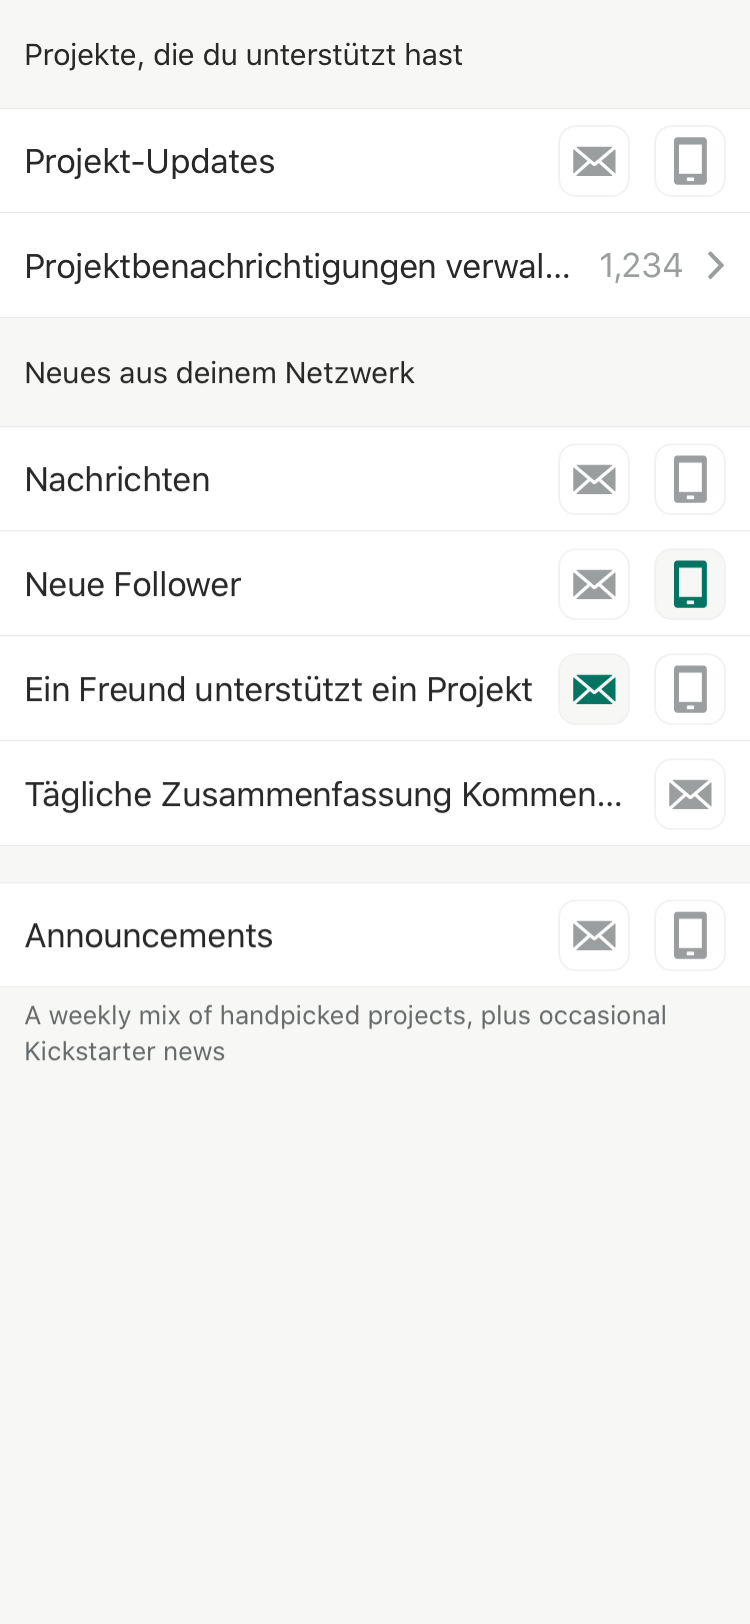 Projekte, die du unterstützt hast
Projekt-Updates
Projektbenachrichtigungen verwal... 1,234
Neues aus deinem Netzwerk
Nachrichten
Neue Follower
Ein Freund unterstützt ein Projekt
Tägliche Zusammenfassung Kommen...
Announcements
A weekly mix of handpicked projects, plus occasional
Kickstarter news